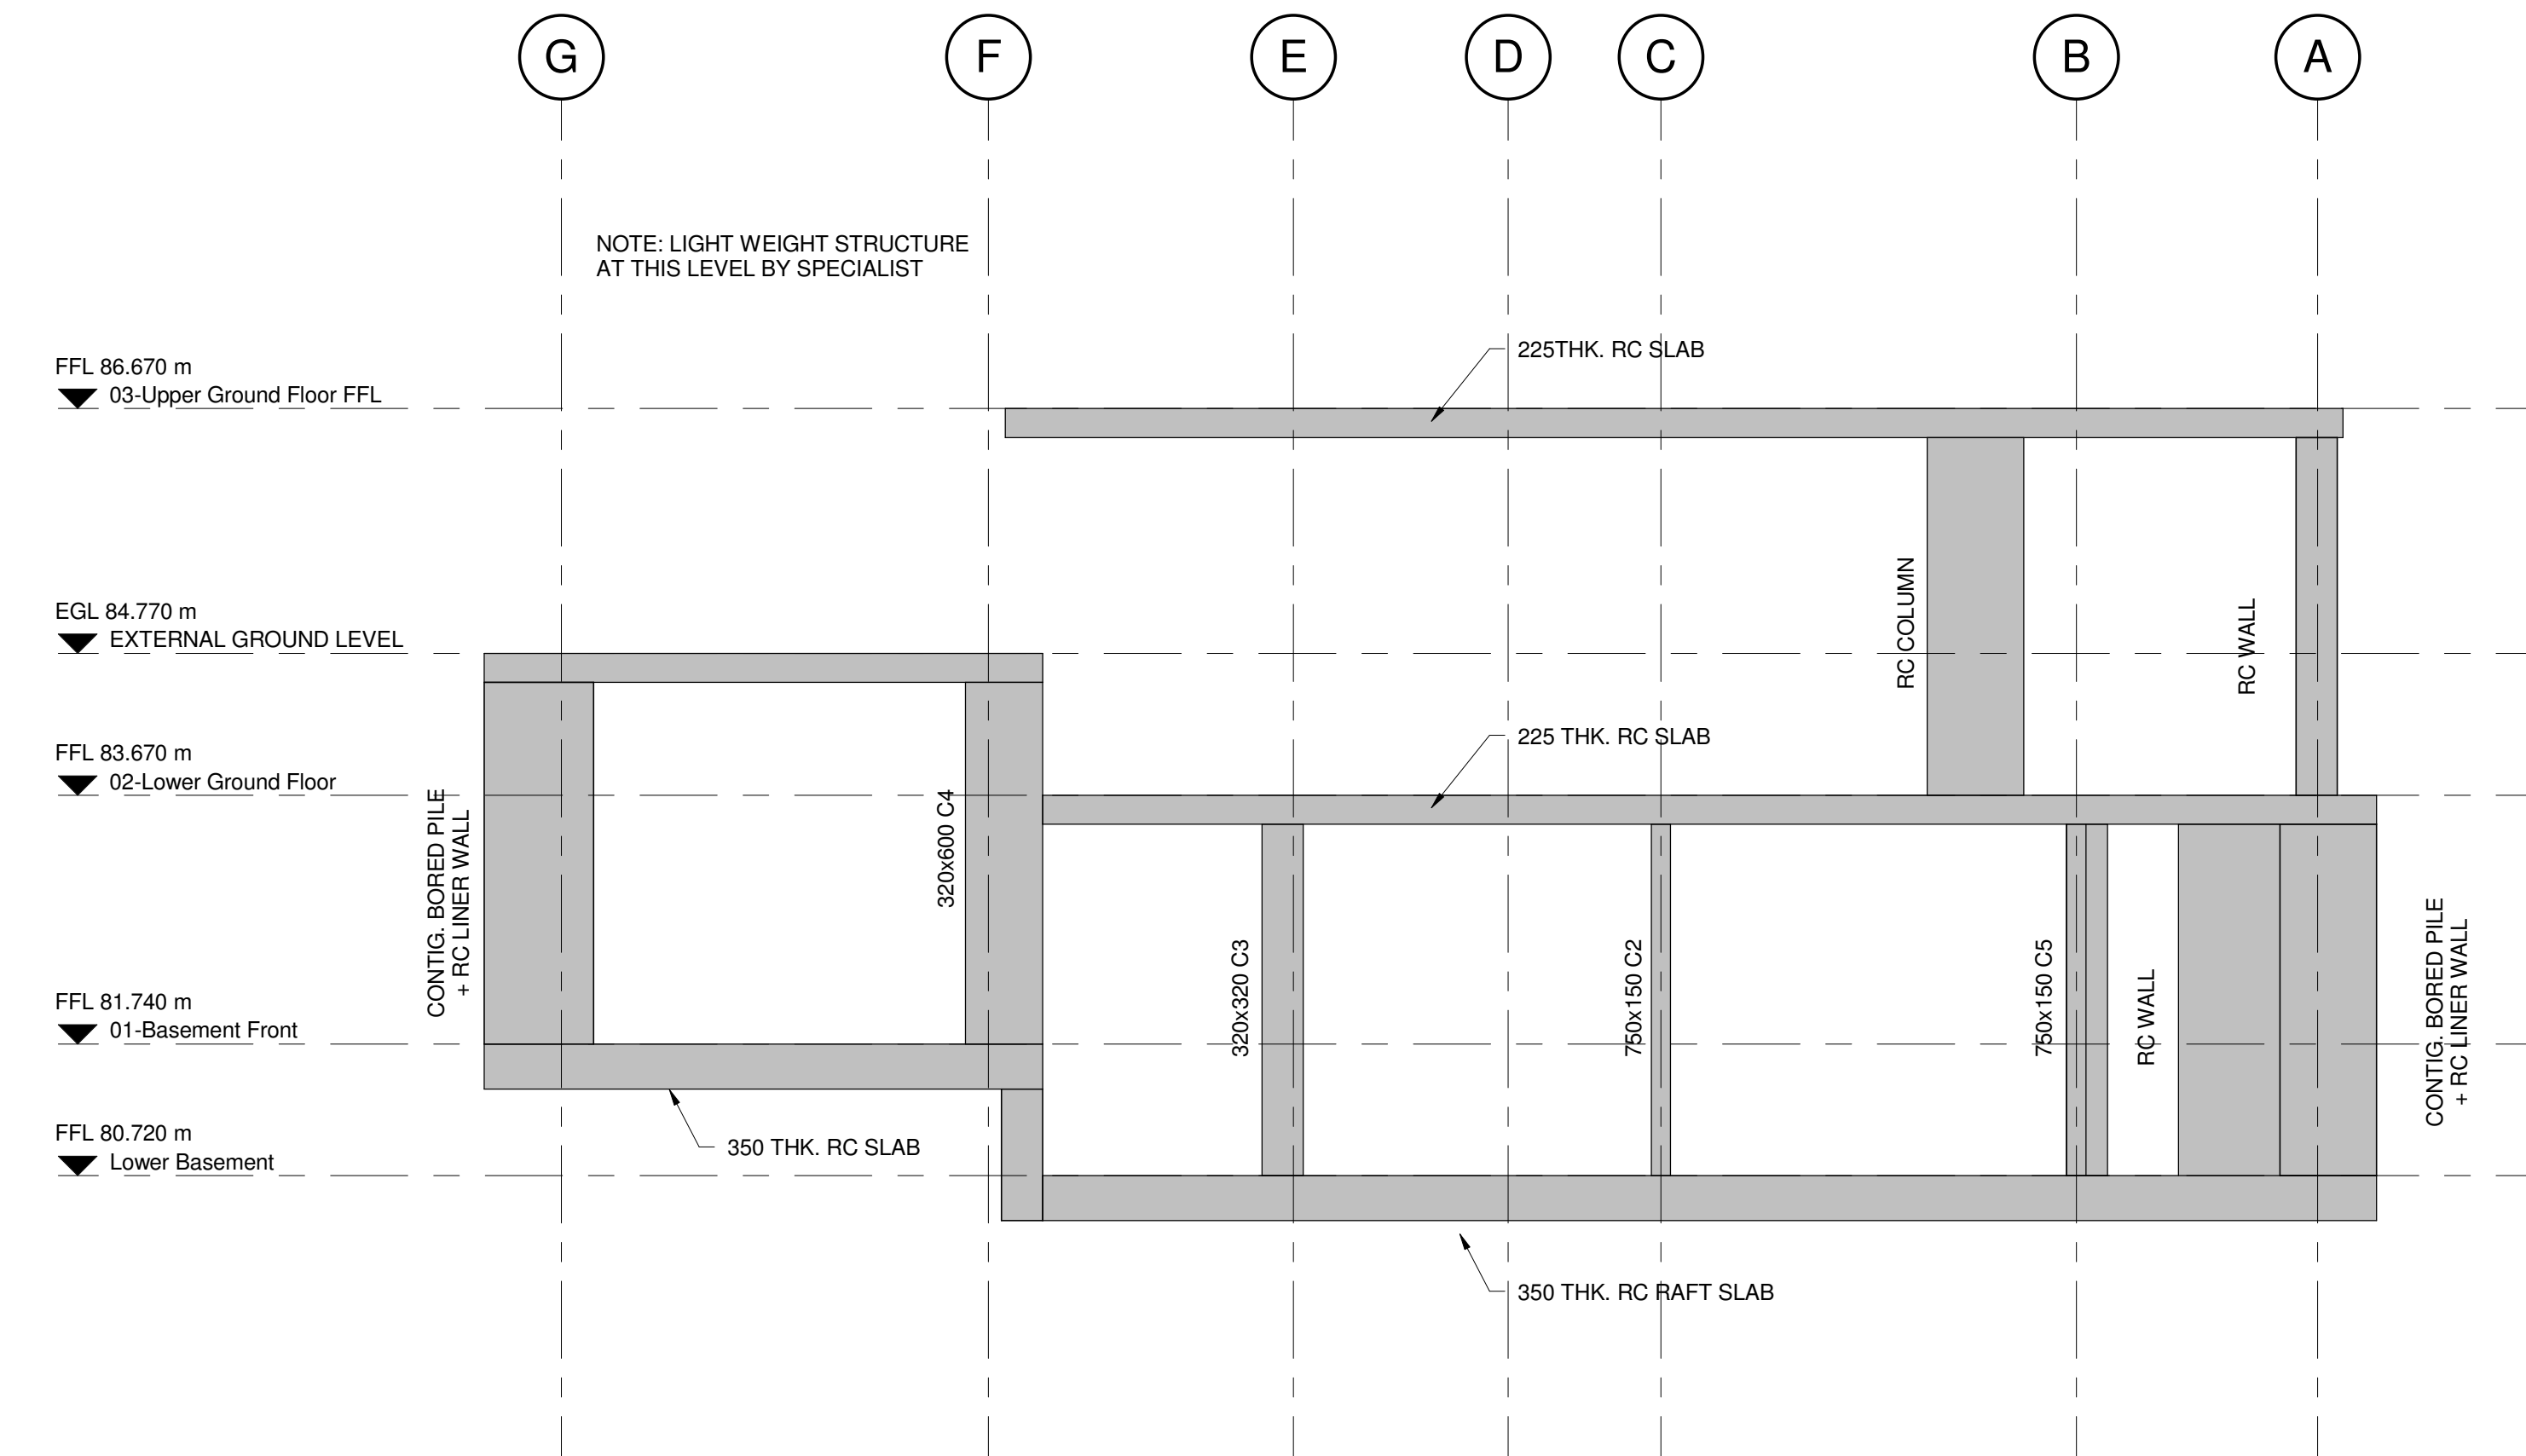 G
F
E
D
C
B
A
NOTE: LIGHT WEIGHT STRUCTURE
AT THIS LEVEL BY SPECIALIST
225THK. RC SLAB
FFL 86.670 m
03-Upper Ground Floor FFL
RC COLUMN
RC WALL
EGL 84.770 m
EXTERNAL GROUND LEVEL
225 THK. RC SLAB
FFL 83.670 m
02-Lower Ground Floor
CONTIG. BORED PILE
+ RC LINER WALL
320x600 C4
320x320 C3
750x150 C2
750x150 C5
RC WALL
CONTIG. BORED PILE
+ RC LINER WALL
FFL 81.740 m
01-Basement Front
350 THK. RC SLAB
FFL 80.720 m
Lower Basement
350 THK. RC RAFT SLAB